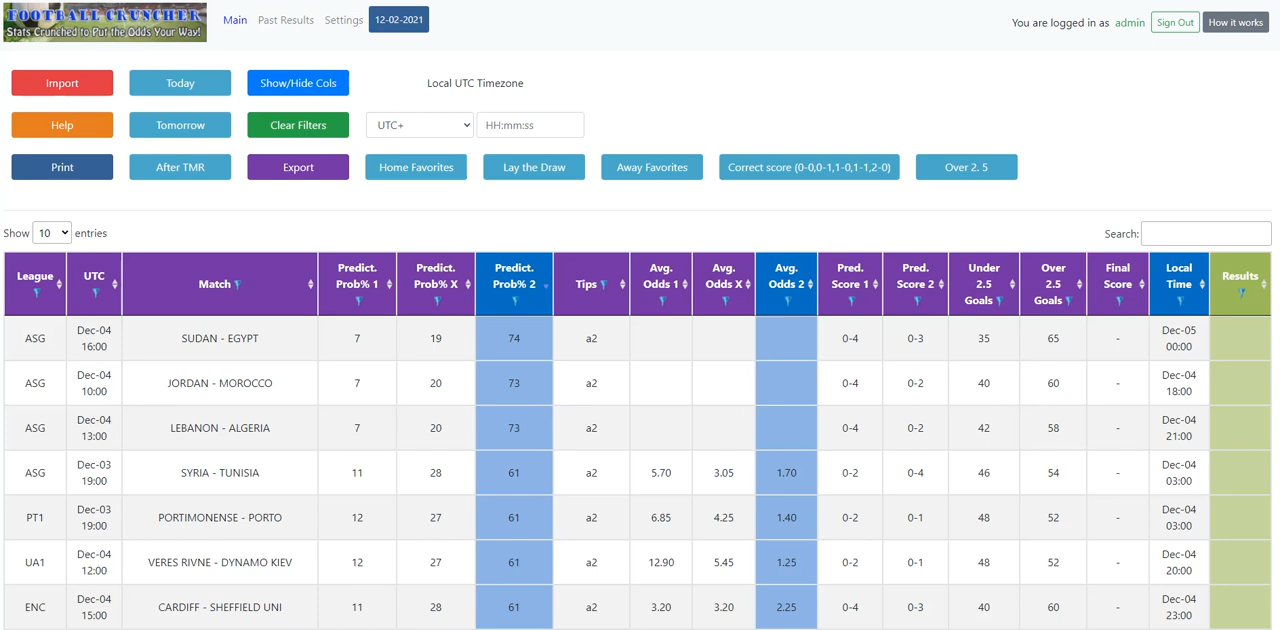 FOOTBALL CRUNCHER
Stats Crunched to Put the Odds Your Way!
Main Past Results Settings 12-02-2021
You are logged in as admin Sign Out How it works
Import Today Show/Hide Cols Local UTC Timezone
Help Tomorrow Clear Filters UTC+ HH:mm:ss
Print After TMR Export Home Favorites Lay the Draw Away Favorites Correct score (0-0,0-1,1-0,1-1,2-0) Over 2. 5
Show 10 entries Search:
League UTC Match Predict. Prob% 1 Predict. Prob% X Predict. Prob% 2 Tips Avg. Odds 1 Avg. Odds X Avg. Odds 2 Pred. Score 1 Pred. Score 2 Under 2.5 Goals Over 2.5 Goals Final Score Local Time Results
ASG Dec-04 16:00 SUDAN - EGYPT 7 19 74 a2 0-4 0-3 35 65 - Dec-05 00:00
ASG Dec-04 10:00 JORDAN - MOROCCO 7 20 73 a2 0-4 0-2 40 60 - Dec-04 18:00
ASG Dec-04 13:00 LEBANON - ALGERIA 7 20 73 a2 0-4 0-2 42 58 - Dec-04 21:00
ASG Dec-03 19:00 SYRIA - TUNISIA 11 28 61 a2 5.70 3.05 1.70 0-2 0-4 46 54 - Dec-04 03:00
PT1 Dec-03 19:00 PORTIMONENSE - PORTO 12 27 61 a2 6.85 4.25 1.40 0-2 0-1 48 52 - Dec-04 03:00
UA1 Dec-04 12:00 VERES RIVNE - DYNAMO KIEV 12 27 61 a2 12.90 5.45 1.25 0-2 0-1 48 52 - Dec-04 20:00
ENC Dec-04 15:00 CARDIFF - SHEFFIELD UNI 11 28 61 a2 3.20 3.20 2.25 0-4 0-3 40 60 - Dec-04 23:00